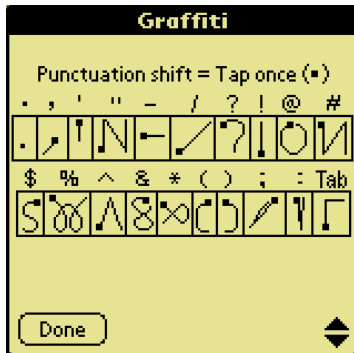 Graffiti
Punctuation shift = Tap once (▪)
. , ' " – / ? ! @ #
$ % ^ & * ( ) ; : Tab
Done